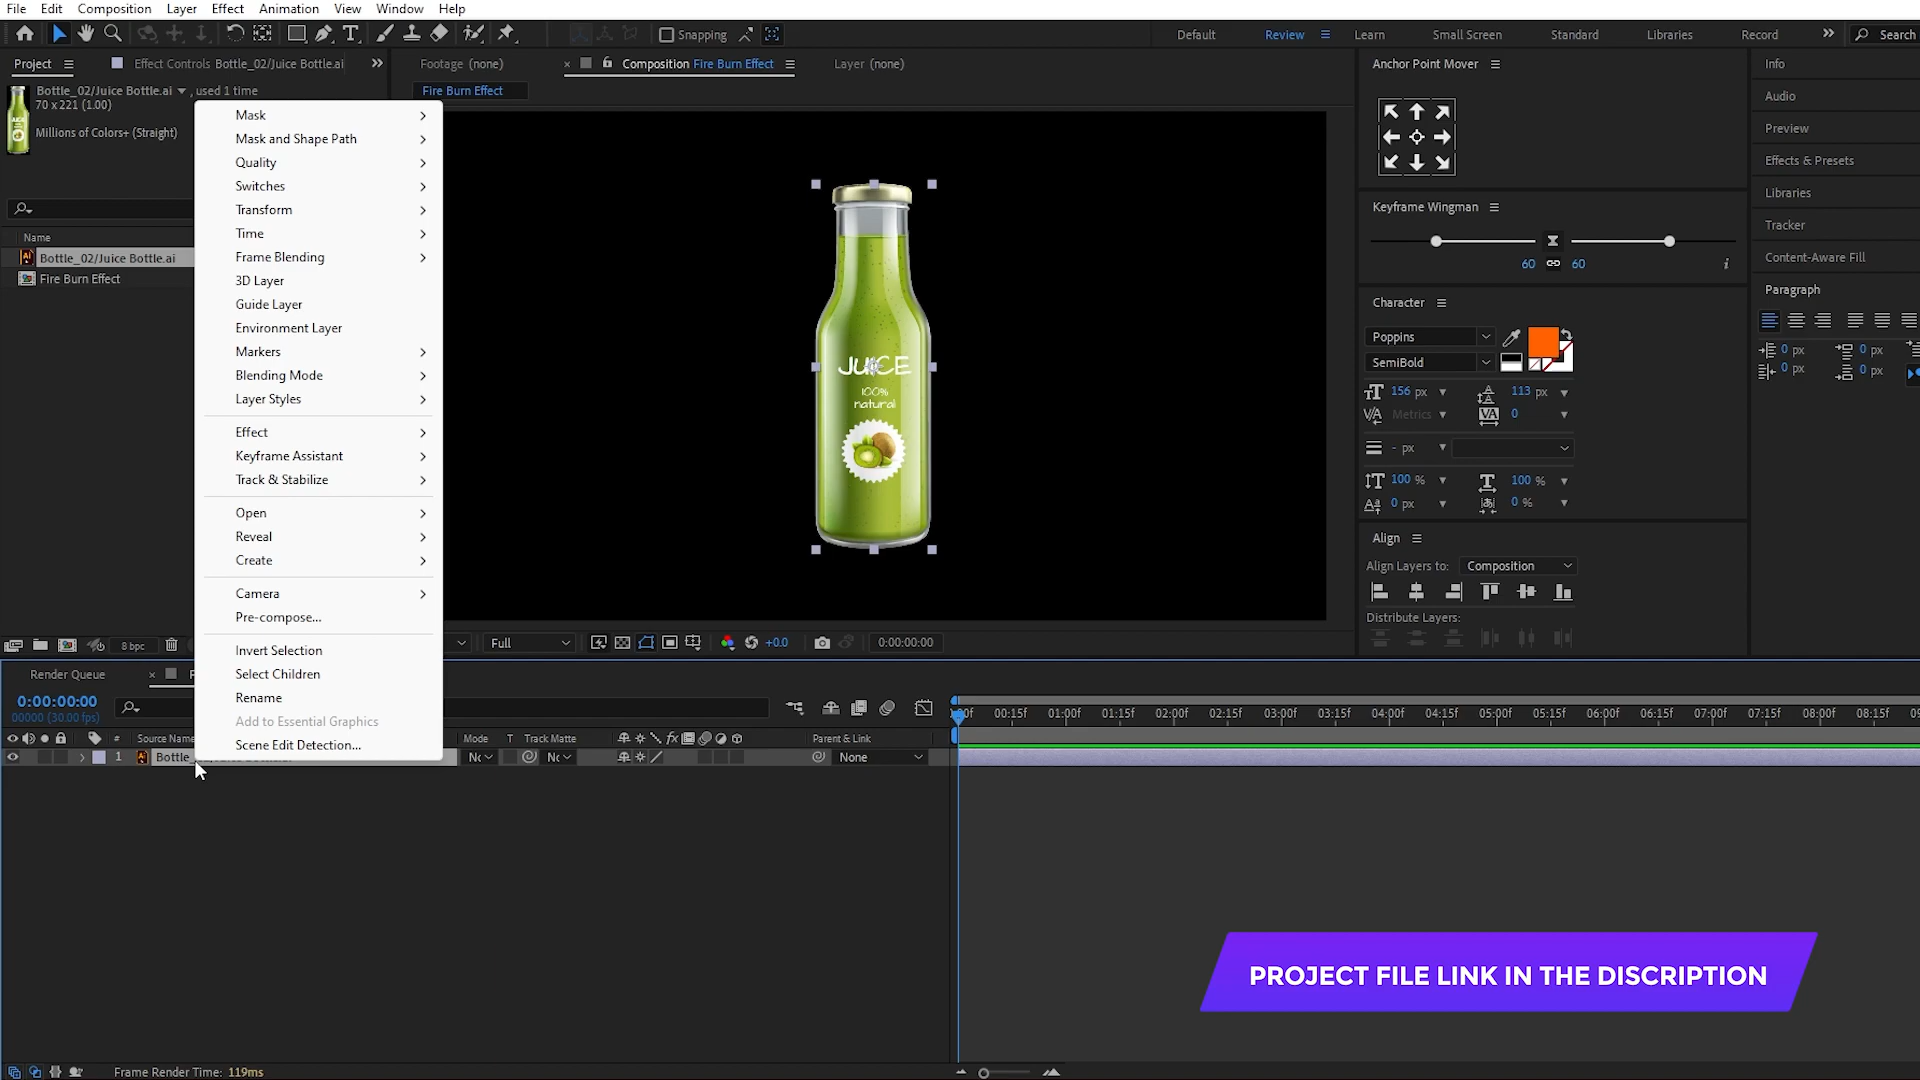 File Edit Composition Layer Effect Animation View Window Help
Snapping Default Review Learn Small Screen Standard Libraries Record Search
Project Effect Controls Bottle_02/Juice Bottle.ai Footage (none) Composition Fire Burn Effect Layer (none)
Fire Burn Effect
Bottle_02/Juice Bottle.ai , used 1 time
70 x 221 (1.00)
Millions of Colors+ (Straight)
Name
Bottle_02/Juice Bottle.ai
Fire Burn Effect
8 bpc
Mask
Mask and Shape Path
Quality
Switches
Transform
Time
Frame Blending
3D Layer
Guide Layer
Environment Layer
Markers
Blending Mode
Layer Styles
Effect
Keyframe Assistant
Track & Stabilize
Open
Reveal
Create
Camera
Pre-compose...
Invert Selection
Select Children
Rename
Add to Essential Graphics
Scene Edit Detection...
JUICE
100%
natural
Full +0.0 0:00:00:00
Anchor Point Mover
Keyframe Wingman
60 60
Character
Poppins
SemiBold
156 px 113 px
Metrics 0
- px
100 % 100 %
0 px 0 %
Align
Align Layers to: Composition
Distribute Layers:
Info
Audio
Preview
Effects & Presets
Libraries
Tracker
Content-Aware Fill
Paragraph
0 px 0 px
0 px 0 px
Render Queue
0:00:00:00
00000 (30.00 fps)
# Source Name Mode T Track Matte Parent & Link
1 Bottle_ None
00:15f 01:00f 01:15f 02:00f 02:15f 03:00f 03:15f 04:00f 04:15f 05:00f 05:15f 06:00f 06:15f 07:00f 07:15f 08:00f 08:15f
PROJECT FILE LINK IN THE DISCRIPTION
Frame Render Time: 119ms